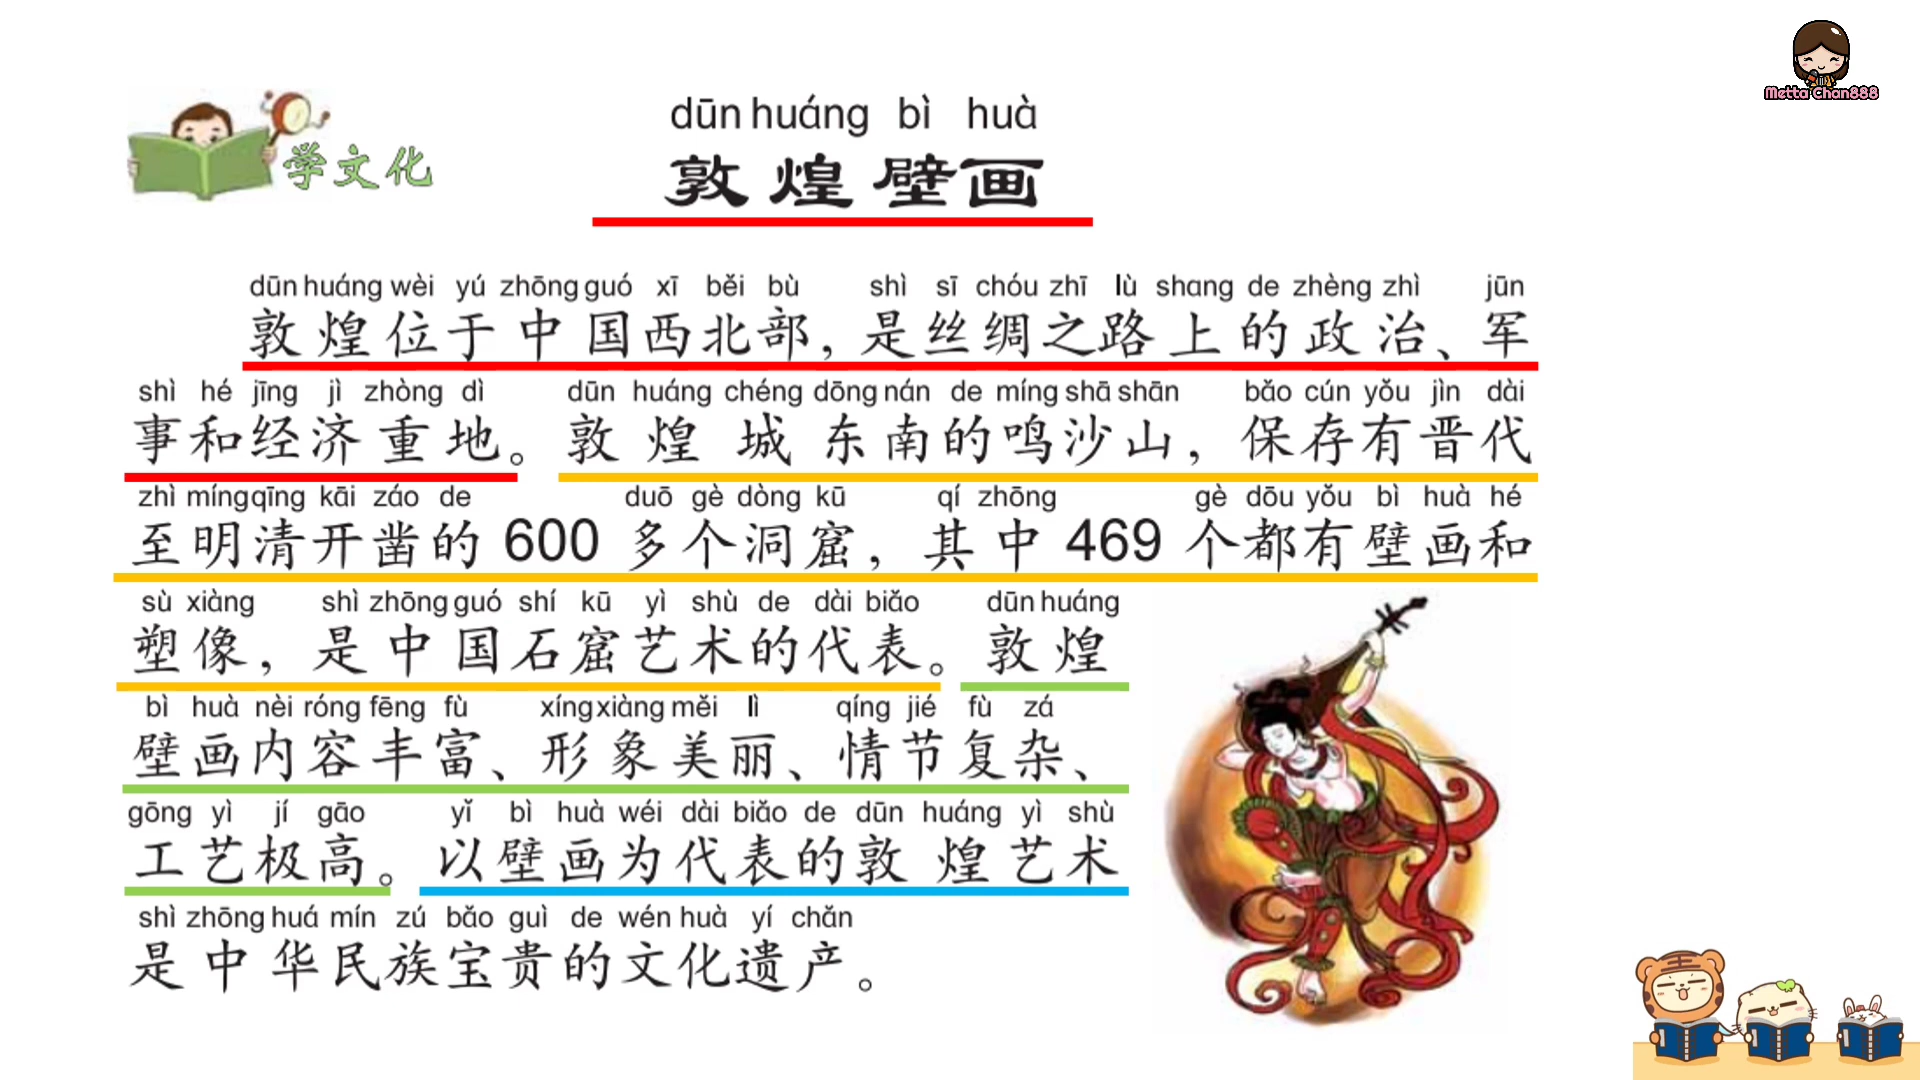 Metta Chan888
学文化
dūn huáng bì huà
敦煌壁画
dūn huáng wèi yú zhōng guó xī běi bù shì sī chóu zhī lù shang de zhèng zhì jūn
敦煌位于中国西北部，是丝绸之路上的政治、军
shì hé jīng jì zhòng dì dūn huáng chéng dōng nán de míng shā shān bǎo cún yǒu jìn dài
事和经济重地。敦煌城东南的鸣沙山，保存有晋代
zhì míng qīng kāi záo de duō gè dòng kū qí zhōng gè dōu yǒu bì huà hé
至明清开凿的600多个洞窟，其中469个都有壁画和
sù xiàng shì zhōng guó shí kū yì shù de dài biǎo dūn huáng
塑像，是中国石窟艺术的代表。敦煌
bì huà nèi róng fēng fù xíng xiàng měi lì qíng jié fù zá
壁画内容丰富、形象美丽、情节复杂、
gōng yì jí gāo yǐ bì huà wéi dài biǎo de dūn huáng yì shù
工艺极高。以壁画为代表的敦煌艺术
shì zhōng huá mín zú bǎo guì de wén huà yí chǎn
是中华民族宝贵的文化遗产。